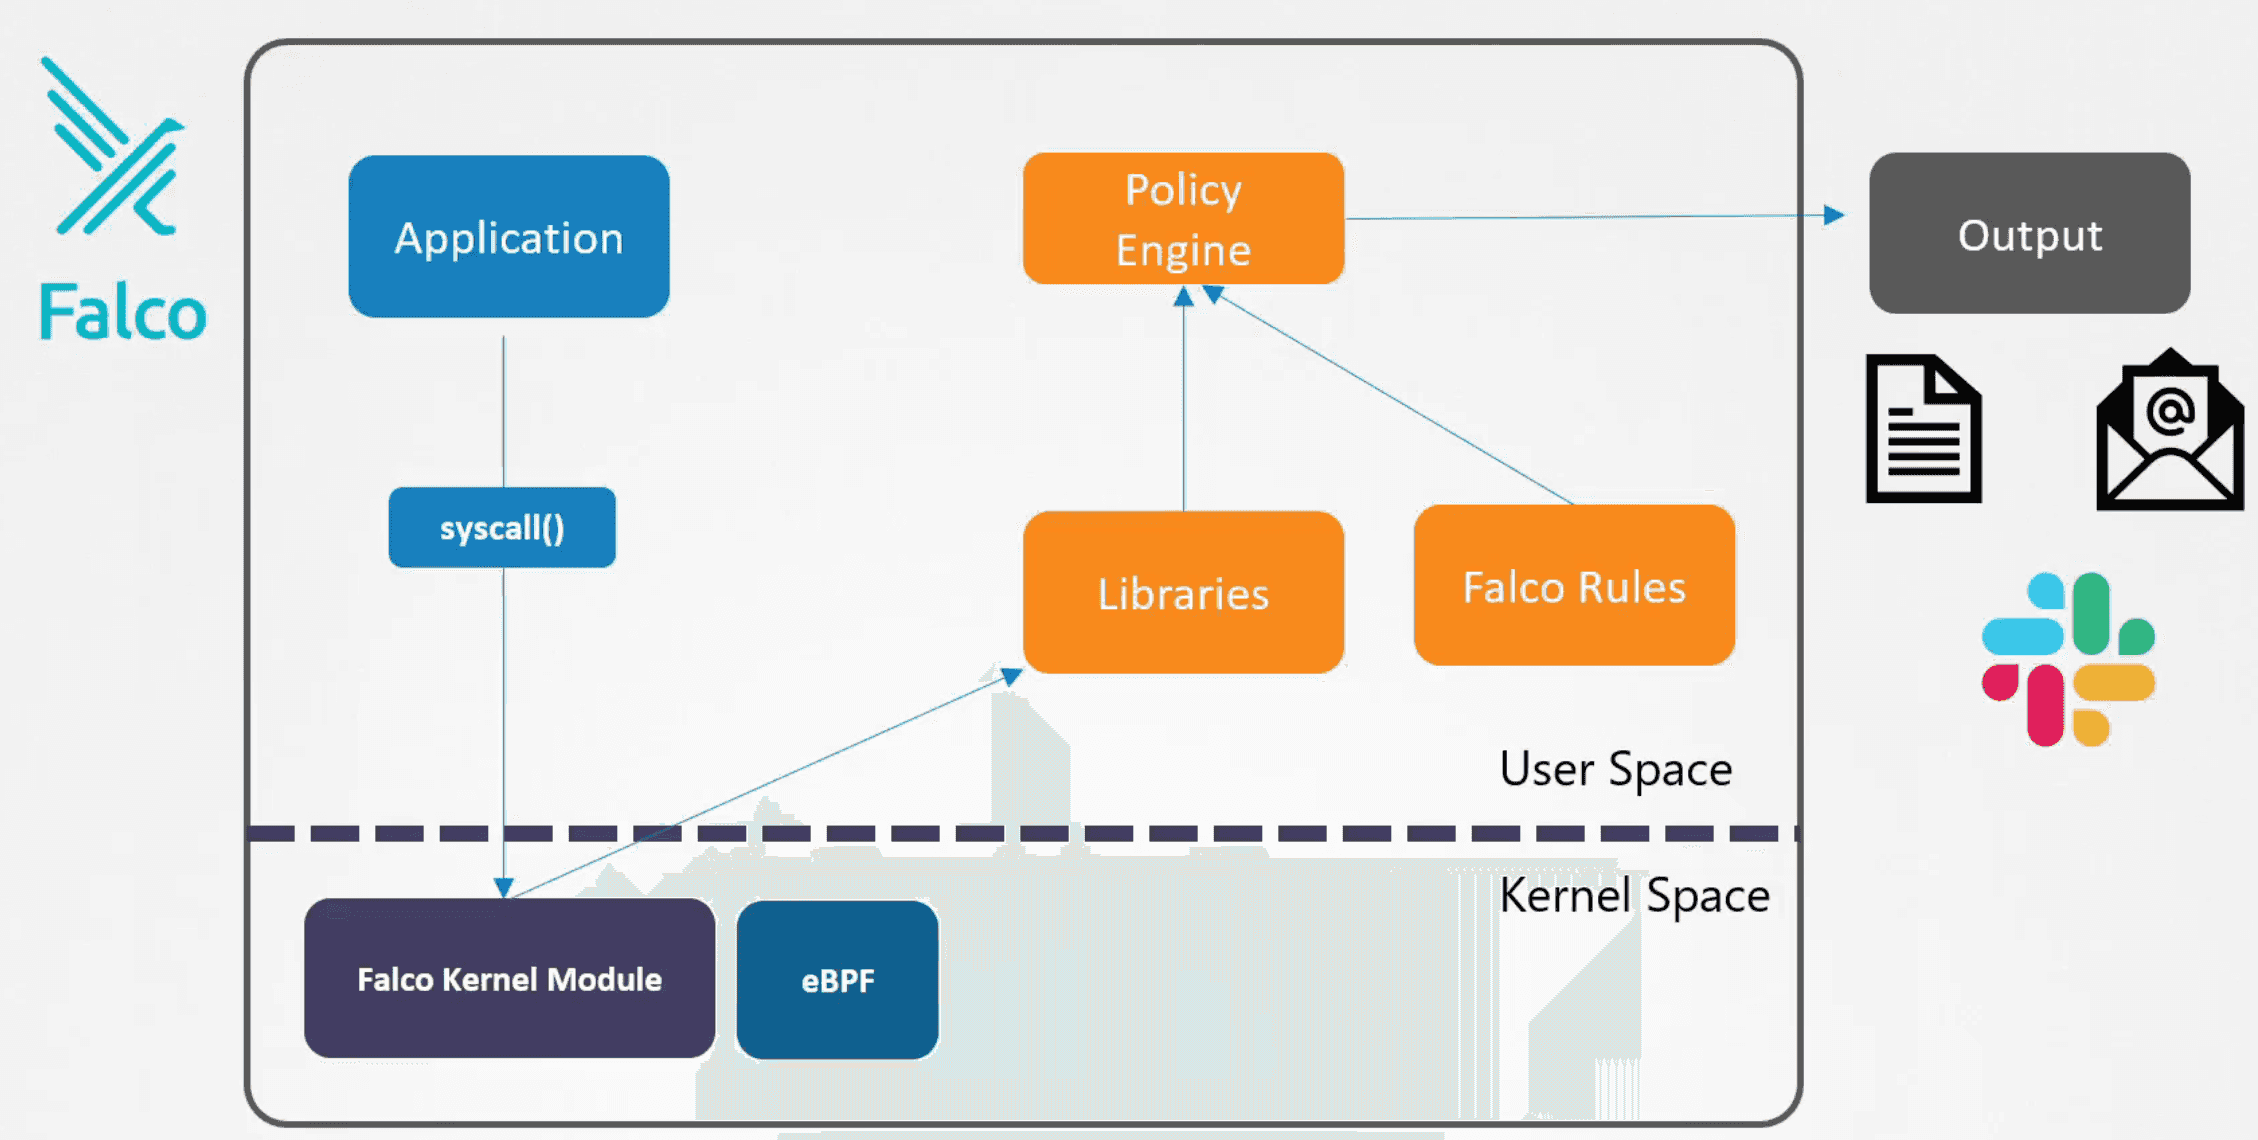 Falco
Application
Policy
Engine
Output
syscall()
Libraries
Falco Rules
User Space
Kernel Space
Falco Kernel Module
eBPF